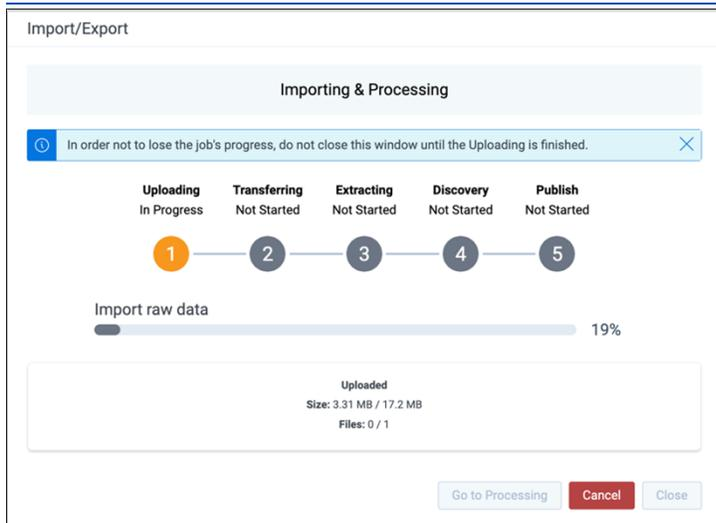 Import/Export
Importing & Processing
In order not to lose the job's progress, do not close this window until the Uploading is finished.
Uploading Transferring Extracting Discovery Publish
In Progress Not Started Not Started Not Started Not Started
1 2 3 4 5
Import raw data
19%
Uploaded
Size: 3.31 MB / 17.2 MB
Files: 0 / 1
Go to Processing Cancel Close